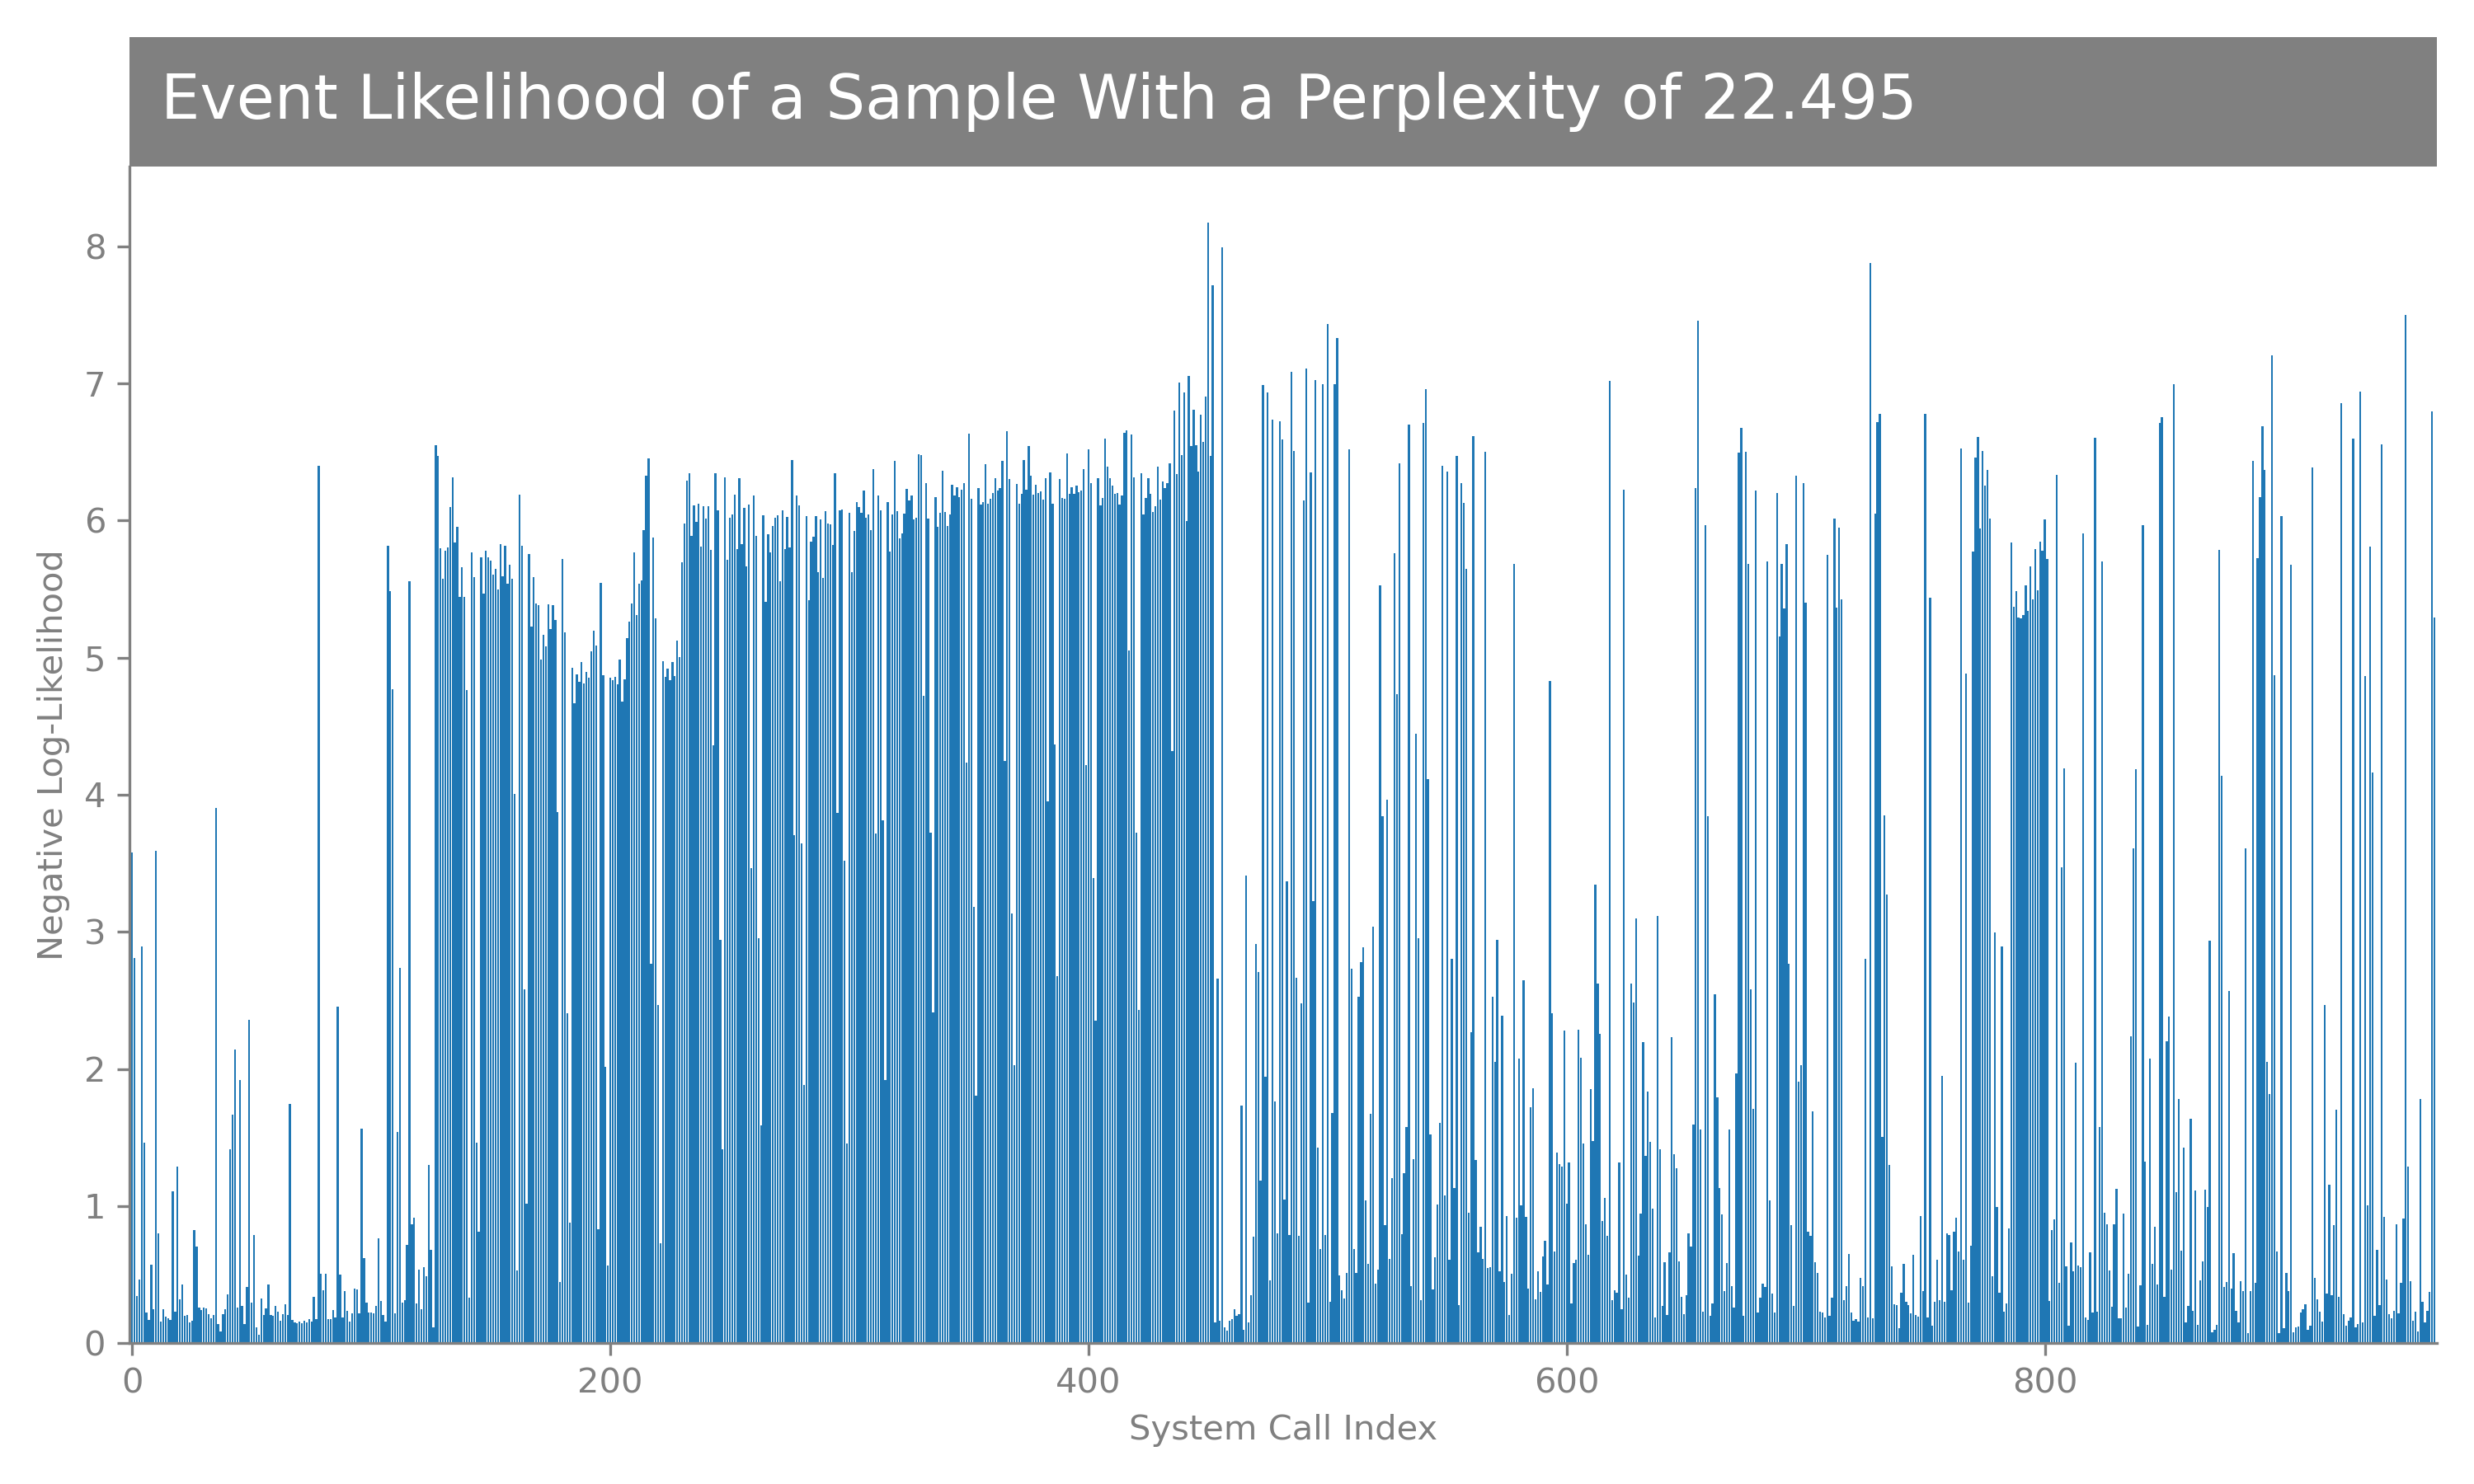 Event Likelihood of a Sample With a Perplexity of 22.495
8
7
6
5
4
3
2
1
0
Negative Log-Likelihood
0 200 400 600 800
System Call Index